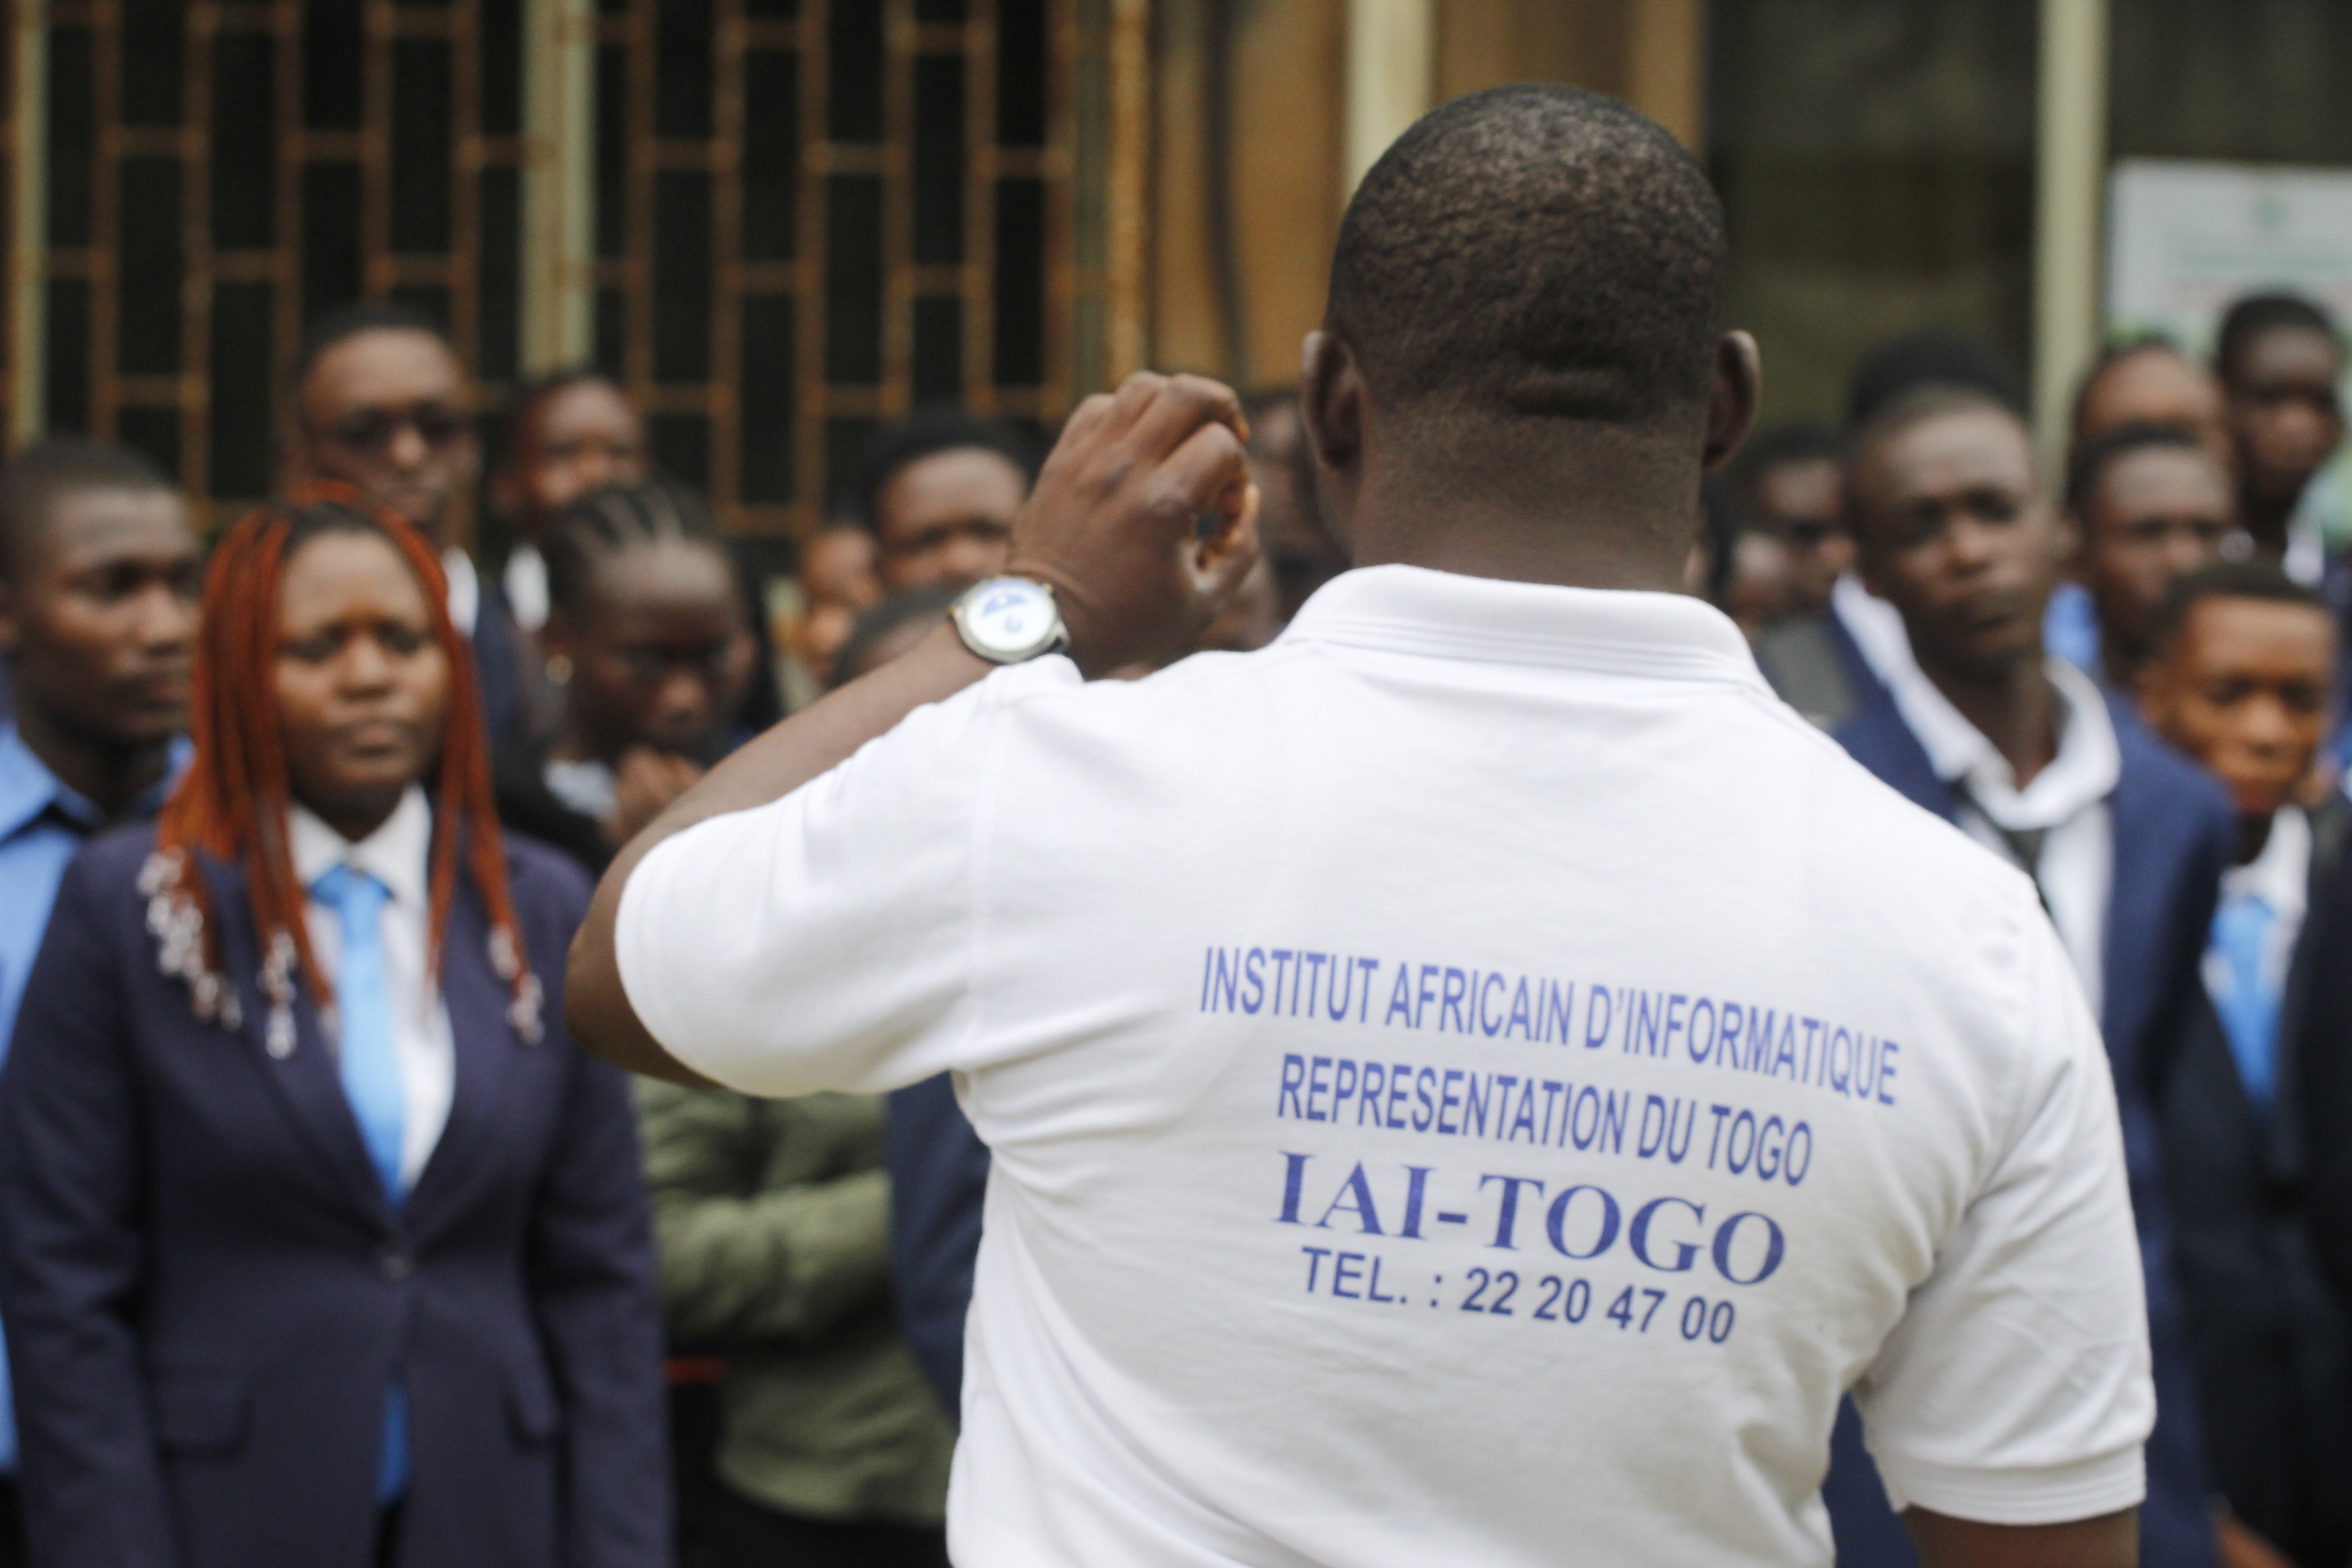 INSTITUT AFRICAIN D'INFORMATIQUE
REPRESENTATION DU TOGO
IAI-TOGO
TEL. : 22 20 47 00